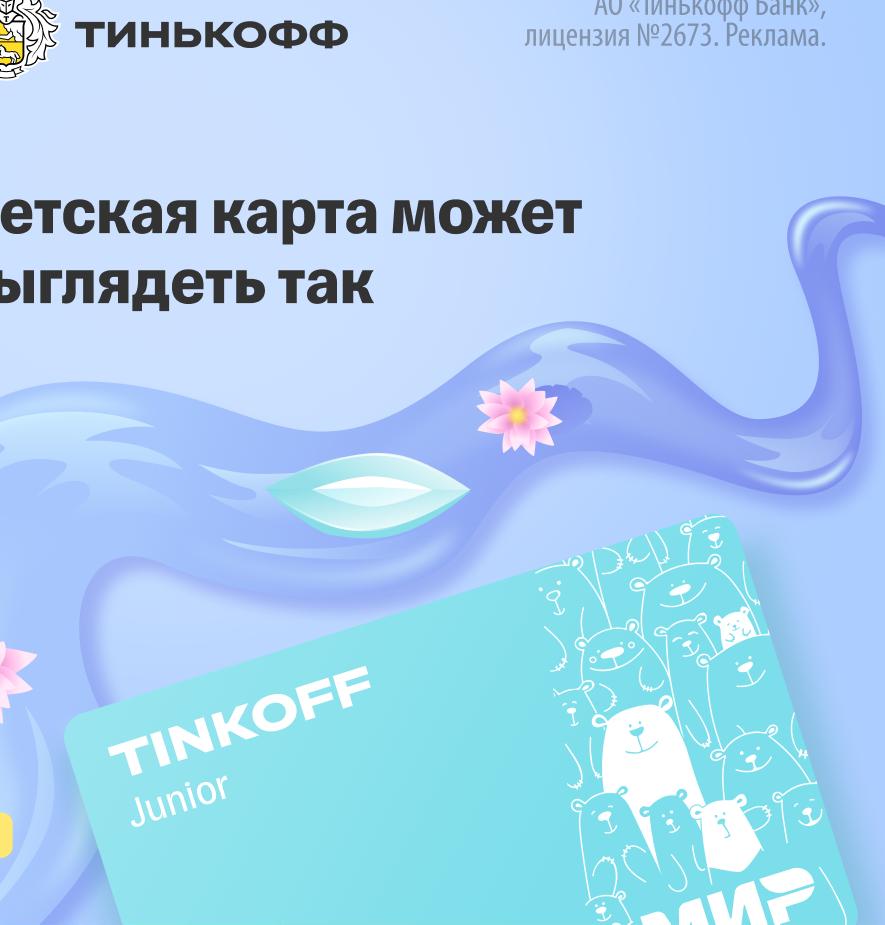 ТИНЬКОФФ
АО «Тинькофф Банк»,
лицензия №2673. Реклама.
етская карта может
ыглядеть так
TINKOFF
Junior
МИР